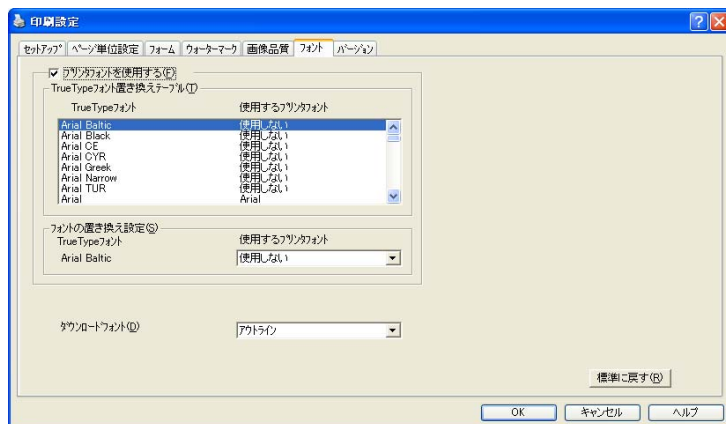 印刷設定
セットアップ ページ単位設定 フォーム ウォーターマーク 画像品質 フォント バージョン
プリンタフォントを使用する(F)
TrueTypeフォント置き換えテーブル(T)
TrueTypeフォント 使用するプリンタフォント
Arial Baltic 使用しない
Arial Black 使用しない
Arial CE 使用しない
Arial CYR 使用しない
Arial Greek 使用しない
Arial Narrow 使用しない
Arial TUR 使用しない
Arial Arial
フォントの置き換え設定(S)
TrueTypeフォント 使用するプリンタフォント
Arial Baltic 使用しない
ダウンロードフォント(D) アウトライン
標準に戻す(R)
OK キャンセル ヘルプ